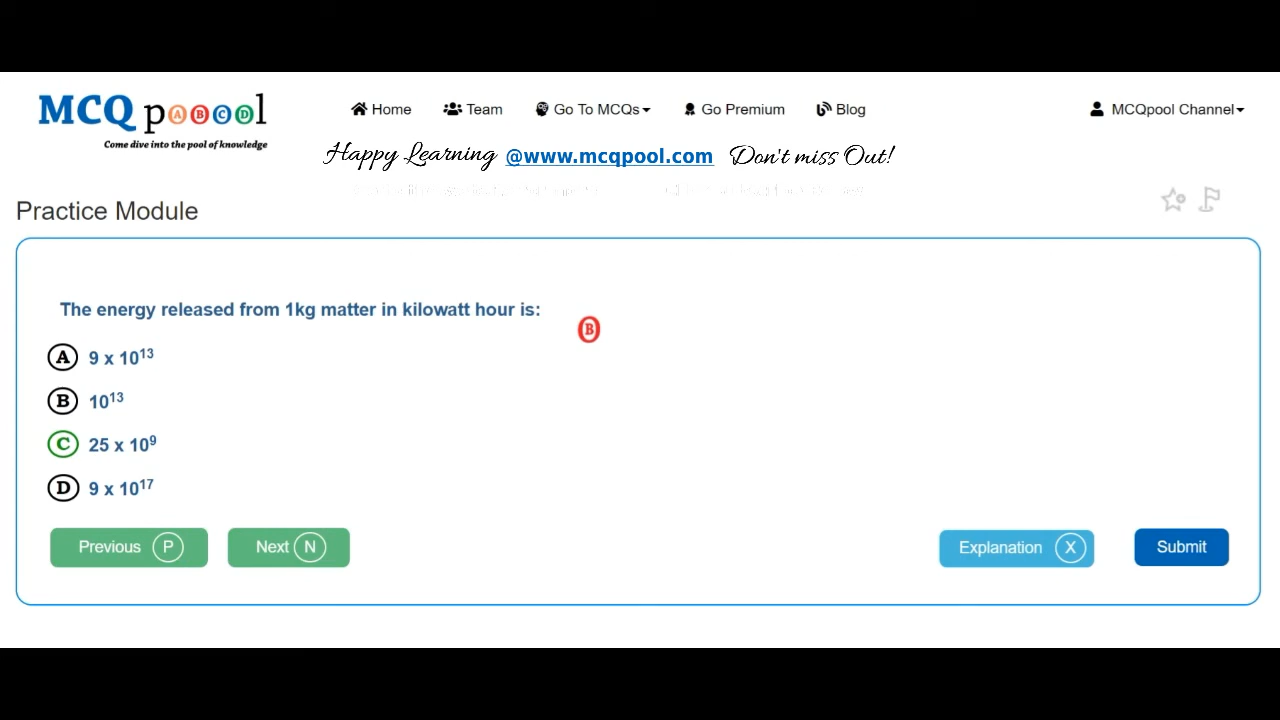 MCQ pABCDl
Come dive into the pool of knowledge
Home Team Go To MCQs Go Premium Blog MCQpool Channel
Happy Learning @www.mcqpool.com Don't miss Out!
Practice Module
The energy released from 1kg matter in kilowatt hour is:
B
A 9 x 10¹³
B 10¹³
C 25 x 10⁹
D 9 x 10¹⁷
Previous P Next N Explanation X Submit